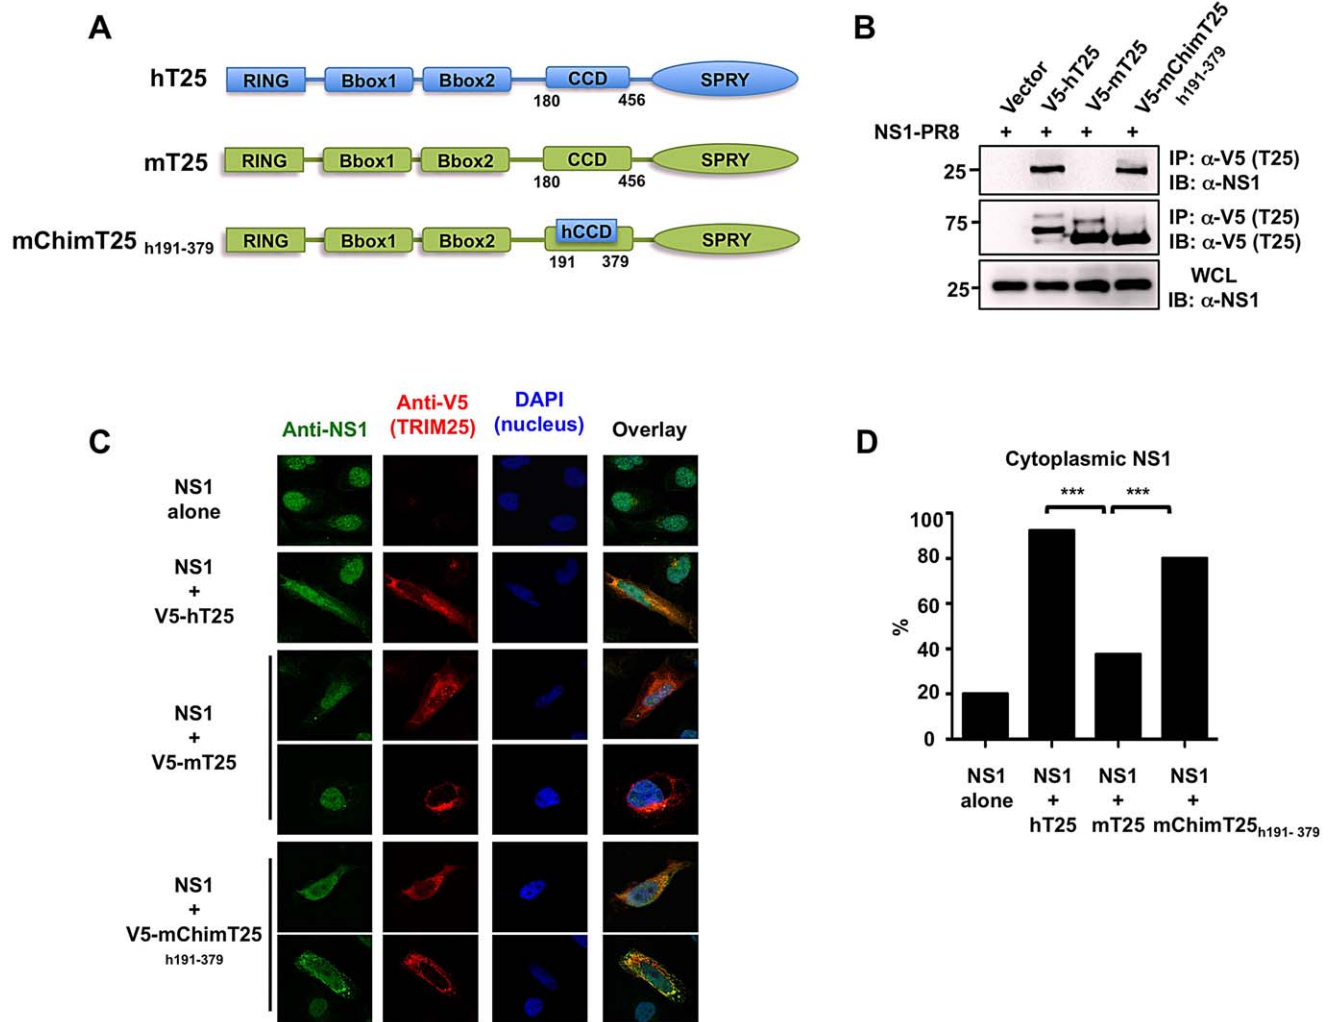 A
hT25
RING
Bbox1
Bbox2
CCD
SPRY
180
456
mT25
RING
Bbox1
Bbox2
CCD
SPRY
180
456
mChimT25 h191-379
RING
Bbox1
Bbox2
hCCD
SPRY
191
379
B
Vector
V5-hT25
V5-mT25
V5-mChimT25
h191-379
NS1-PR8 + + + +
25
IP: α-V5 (T25)
IB: α-NS1
75
IP: α-V5 (T25)
IB: α-V5 (T25)
25
WCL
IB: α-NS1
C
Anti-NS1
Anti-V5
(TRIM25)
DAPI
(nucleus)
Overlay
NS1
alone
NS1
+
V5-hT25
NS1
+
V5-mT25
NS1
+
V5-mChimT25
h191-379
D
Cytoplasmic NS1
*** ***
100
80
60
40
20
0
%
NS1
alone
NS1
+
hT25
NS1
+
mT25
NS1
+
mChimT25h191- 379